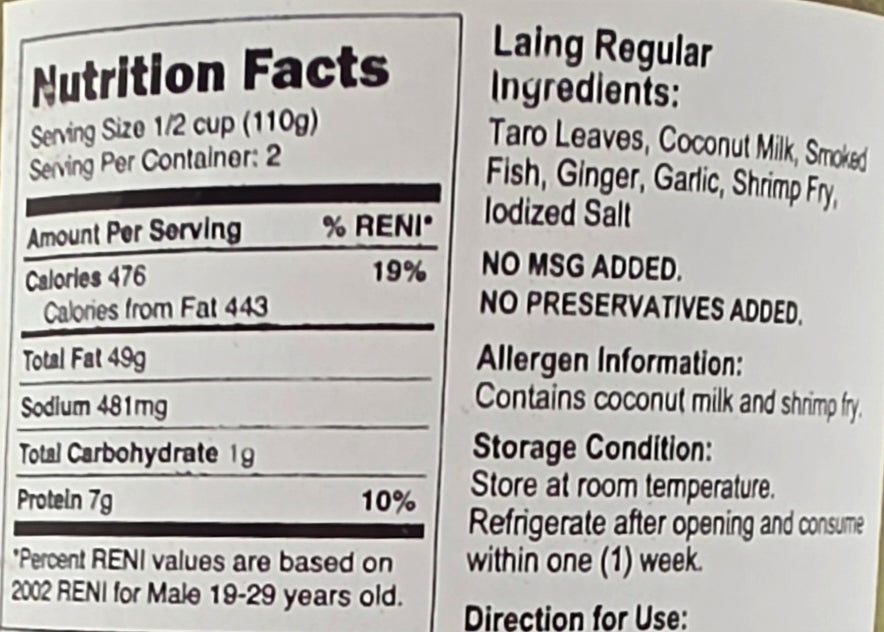 Nutrition Facts
Serving Size 1/2 cup (110g)
Serving Per Container: 2
Amount Per Serving % RENI*
Calories 476 19%
Calories from Fat 443
Total Fat 49g
Sodium 481mg
Total Carbohydrate 1g
Protein 7g 10%
*Percent RENI values are based on
2002 RENI for Male 19-29 years old.
Laing Regular
Ingredients:
Taro Leaves, Coconut Milk, Smoked
Fish, Ginger, Garlic, Shrimp Fry,
Iodized Salt
NO MSG ADDED.
NO PRESERVATIVES ADDED.
Allergen Information:
Contains coconut milk and shrimp fry.
Storage Condition:
Store at room temperature.
Refrigerate after opening and consume
within one (1) week.
Direction for Use: